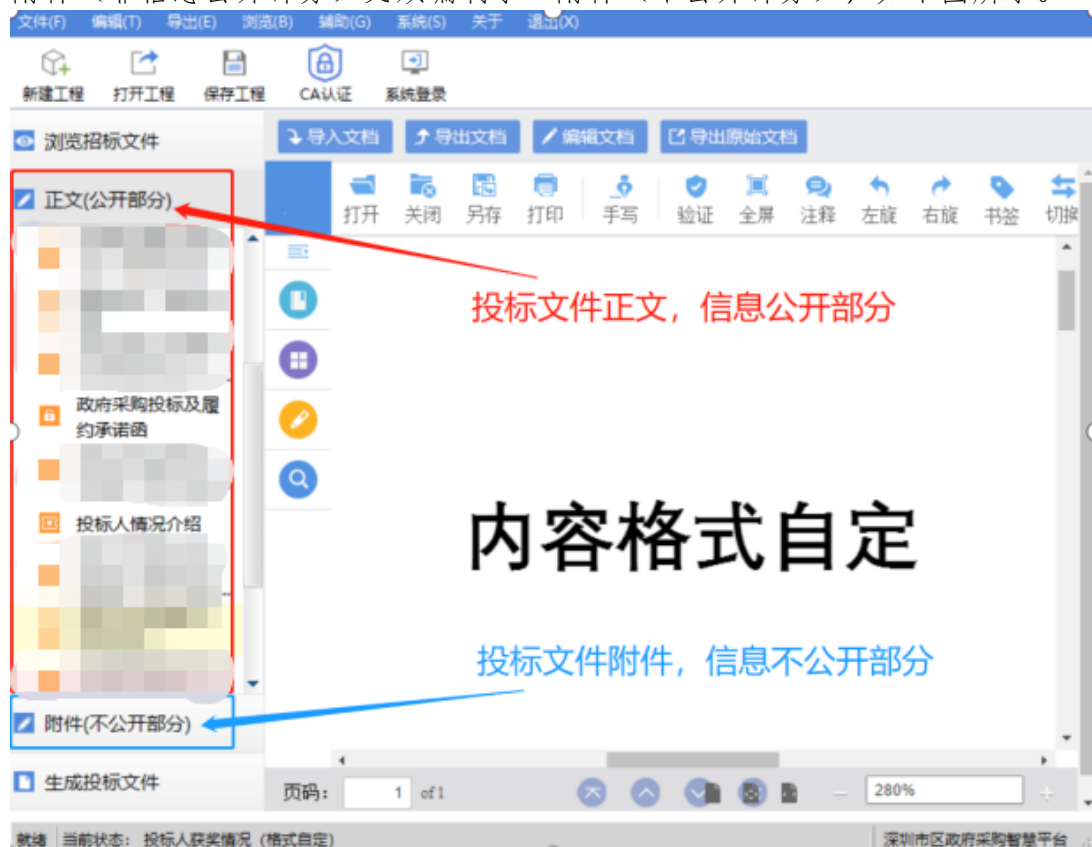 文件(F) 编辑(T) 导出(E) 浏览(B) 辅助(G) 系统(S) 关于 退出(X)
新建工程 打开工程 保存工程 CA认证 系统登录
浏览招标文件
导入文档 导出文档 编辑文档 导出原始文档
正文(公开部分)
打开 关闭 另存 打印 手写 验证 全屏 注释 左旋 右旋 书签 切换
投标文件正文，信息公开部分
政府采购投标及履
约承诺函
投标人情况介绍
内容格式自定
投标文件附件，信息不公开部分
附件(不公开部分)
生成投标文件
页码： 1 of 1 280%
就绪 当前状态： 投标人获奖情况（格式自定） 深圳市区政府采购智慧平台